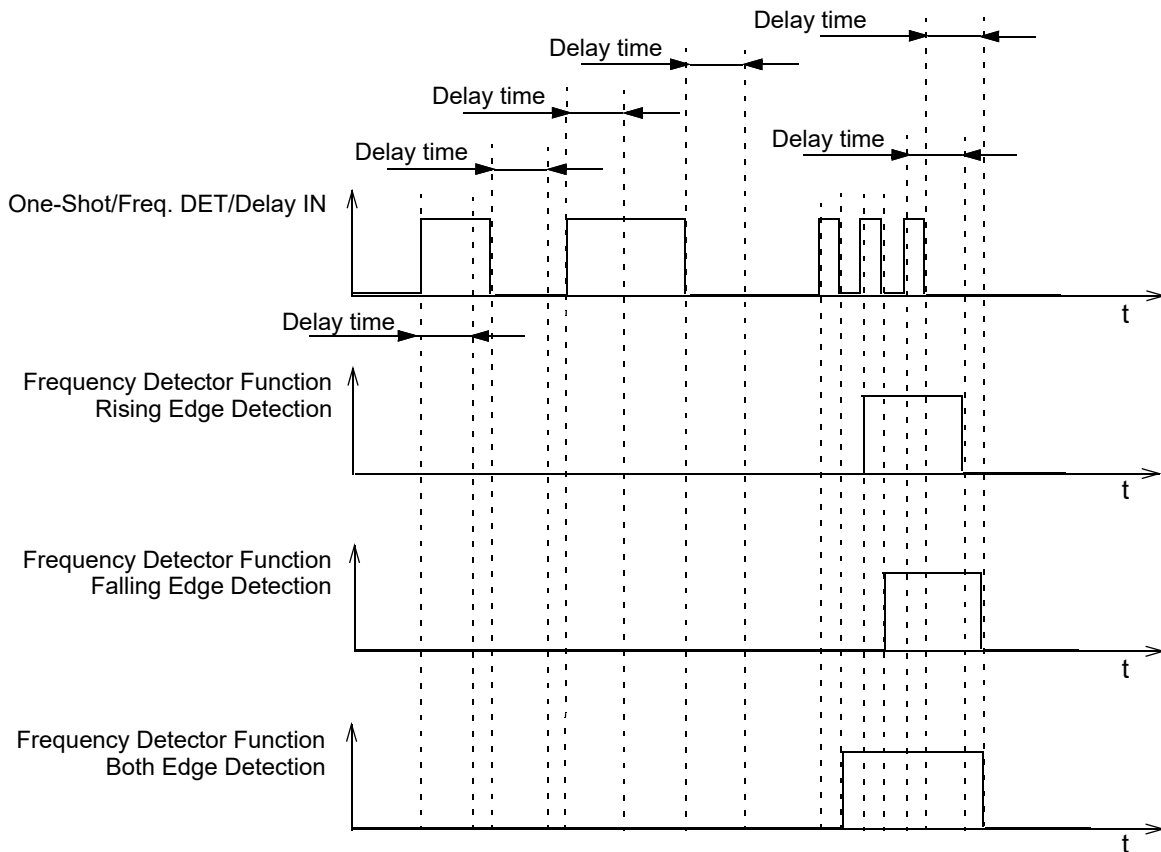 Delay time
Delay time
Delay time
Delay time
Delay time
One-Shot/Freq. DET/Delay IN
t
Delay time
Frequency Detector Function
Rising Edge Detection
t
Frequency Detector Function
Falling Edge Detection
t
Frequency Detector Function
Both Edge Detection
t